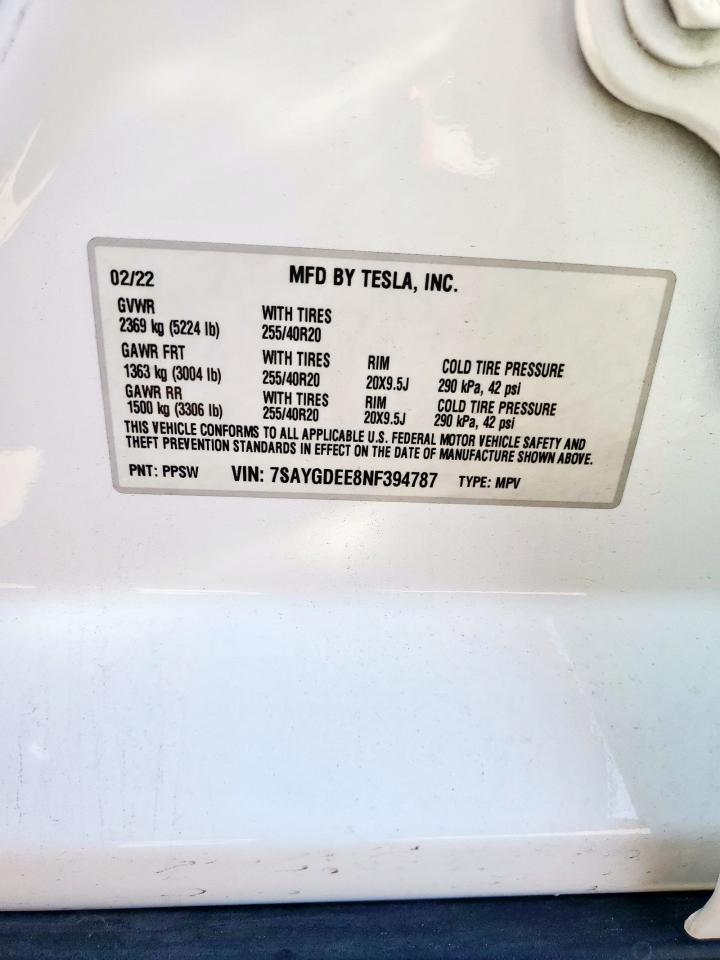 02/22 MFD BY TESLA, INC.
GVWR WITH TIRES
2369 kg (5224 lb) 255/40R20
GAWR FRT WITH TIRES RIM COLD TIRE PRESSURE
1363 kg (3004 lb) 255/40R20 20X9.5J 290 kPa, 42 psi
GAWR RR WITH TIRES RIM COLD TIRE PRESSURE
1500 kg (3306 lb) 255/40R20 20X9.5J 290 kPa, 42 psi
THIS VEHICLE CONFORMS TO ALL APPLICABLE U.S. FEDERAL MOTOR VEHICLE SAFETY AND
THEFT PREVENTION STANDARDS IN EFFECT ON THE DATE OF MANUFACTURE SHOWN ABOVE.
PNT: PPSW VIN: 7SAYGDEE8NF394787 TYPE: MPV